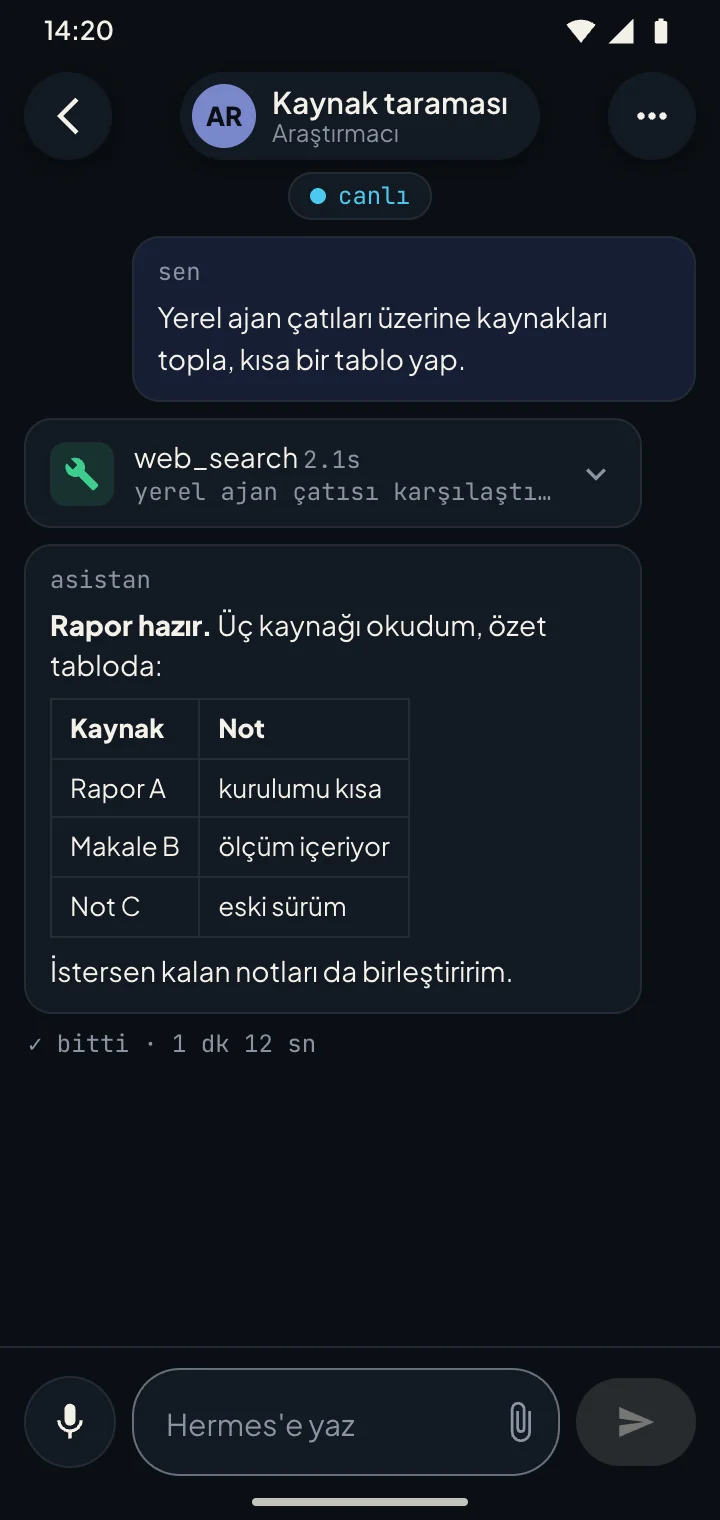 14:20
AR
Kaynak taraması
Araştırmacı
canlı
sen
Yerel ajan çatıları üzerine kaynakları
topla, kısa bir tablo yap.
web_search 2.1s
yerel ajan çatısı karşılaştı…
asistan
Rapor hazır. Üç kaynağı okudum, özet
tabloda:
Kaynak Not
Rapor A kurulumu kısa
Makale B ölçüm içeriyor
Not C eski sürüm
İstersen kalan notları da birleştiririm.
✓ bitti · 1 dk 12 sn
Hermes'e yaz